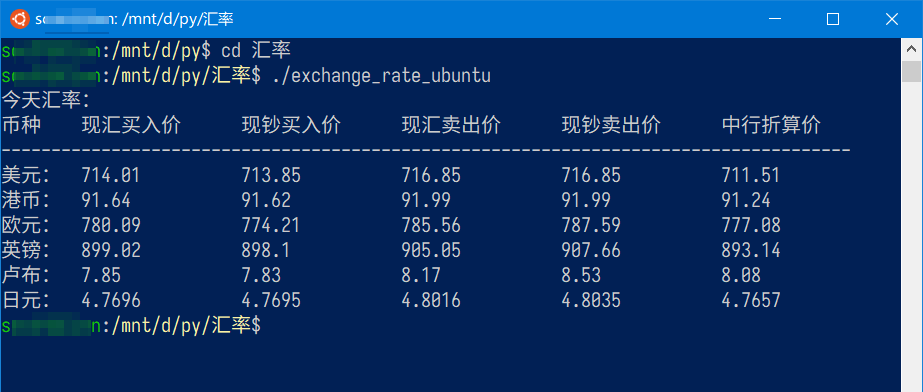 : /mnt/d/py/汇率
:/mnt/d/py$ cd 汇率
:/mnt/d/py/汇率$ ./exchange_rate_ubuntu
今天汇率:
币种 现汇买入价 现钞买入价 现汇卖出价 现钞卖出价 中行折算价
-------------------------------------------------------------------------------------
美元: 714.01 713.85 716.85 716.85 711.51
港币: 91.64 91.62 91.99 91.99 91.24
欧元: 780.09 774.21 785.56 787.59 777.08
英镑: 899.02 898.1 905.05 907.66 893.14
卢布: 7.85 7.83 8.17 8.53 8.08
日元: 4.7696 4.7695 4.8016 4.8035 4.7657
:/mnt/d/py/汇率$